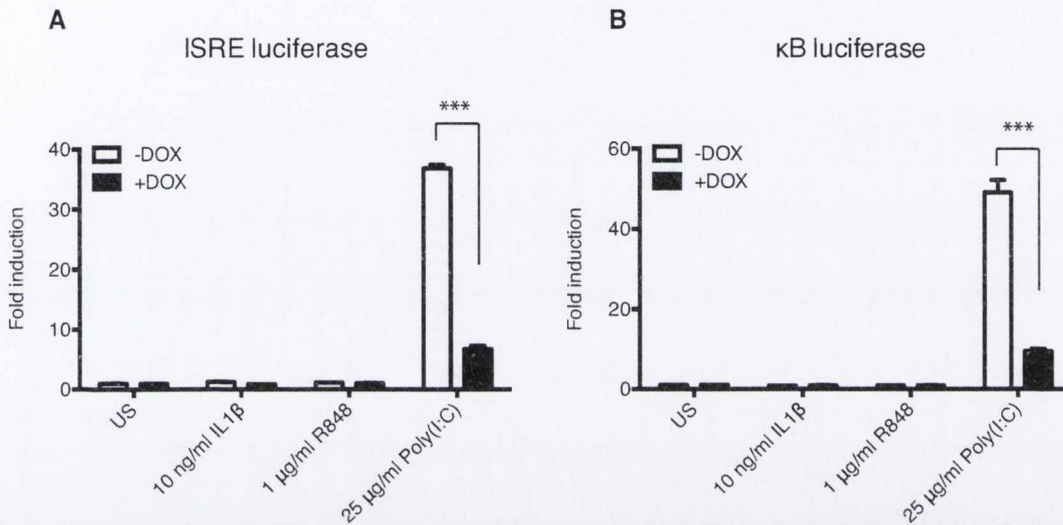 A
ISRE luciferase
***
40
30
20
10
0
Fold induction
-DOX
+DOX
US
10 ng/ml IL1β
1 μg/ml R848
25 μg/ml Poly(I:C)
B
κB luciferase
***
60
40
20
0
Fold induction
-DOX
+DOX
US
10 ng/ml IL1β
1 μg/ml R848
25 μg/ml Poly(I:C)